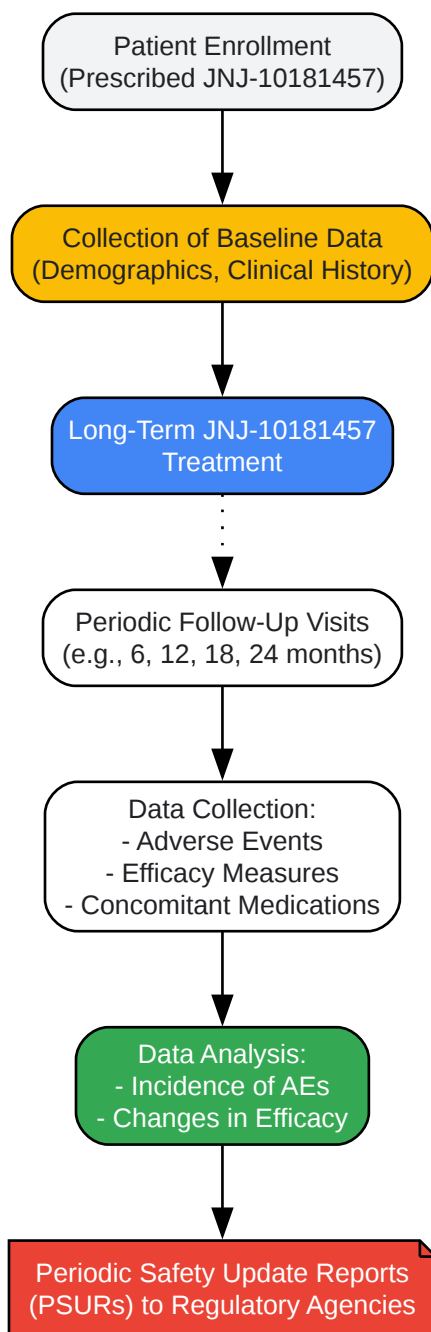 Patient Enrollment
(Prescribed JNJ-10181457)
Collection of Baseline Data
(Demographics, Clinical History)
Long-Term JNJ-10181457
Treatment
Periodic Follow-Up Visits
(e.g., 6, 12, 18, 24 months)
Data Collection:
- Adverse Events
- Efficacy Measures
- Concomitant Medications
Data Analysis:
- Incidence of AEs
- Changes in Efficacy
Periodic Safety Update Reports
(PSURs) to Regulatory Agencies